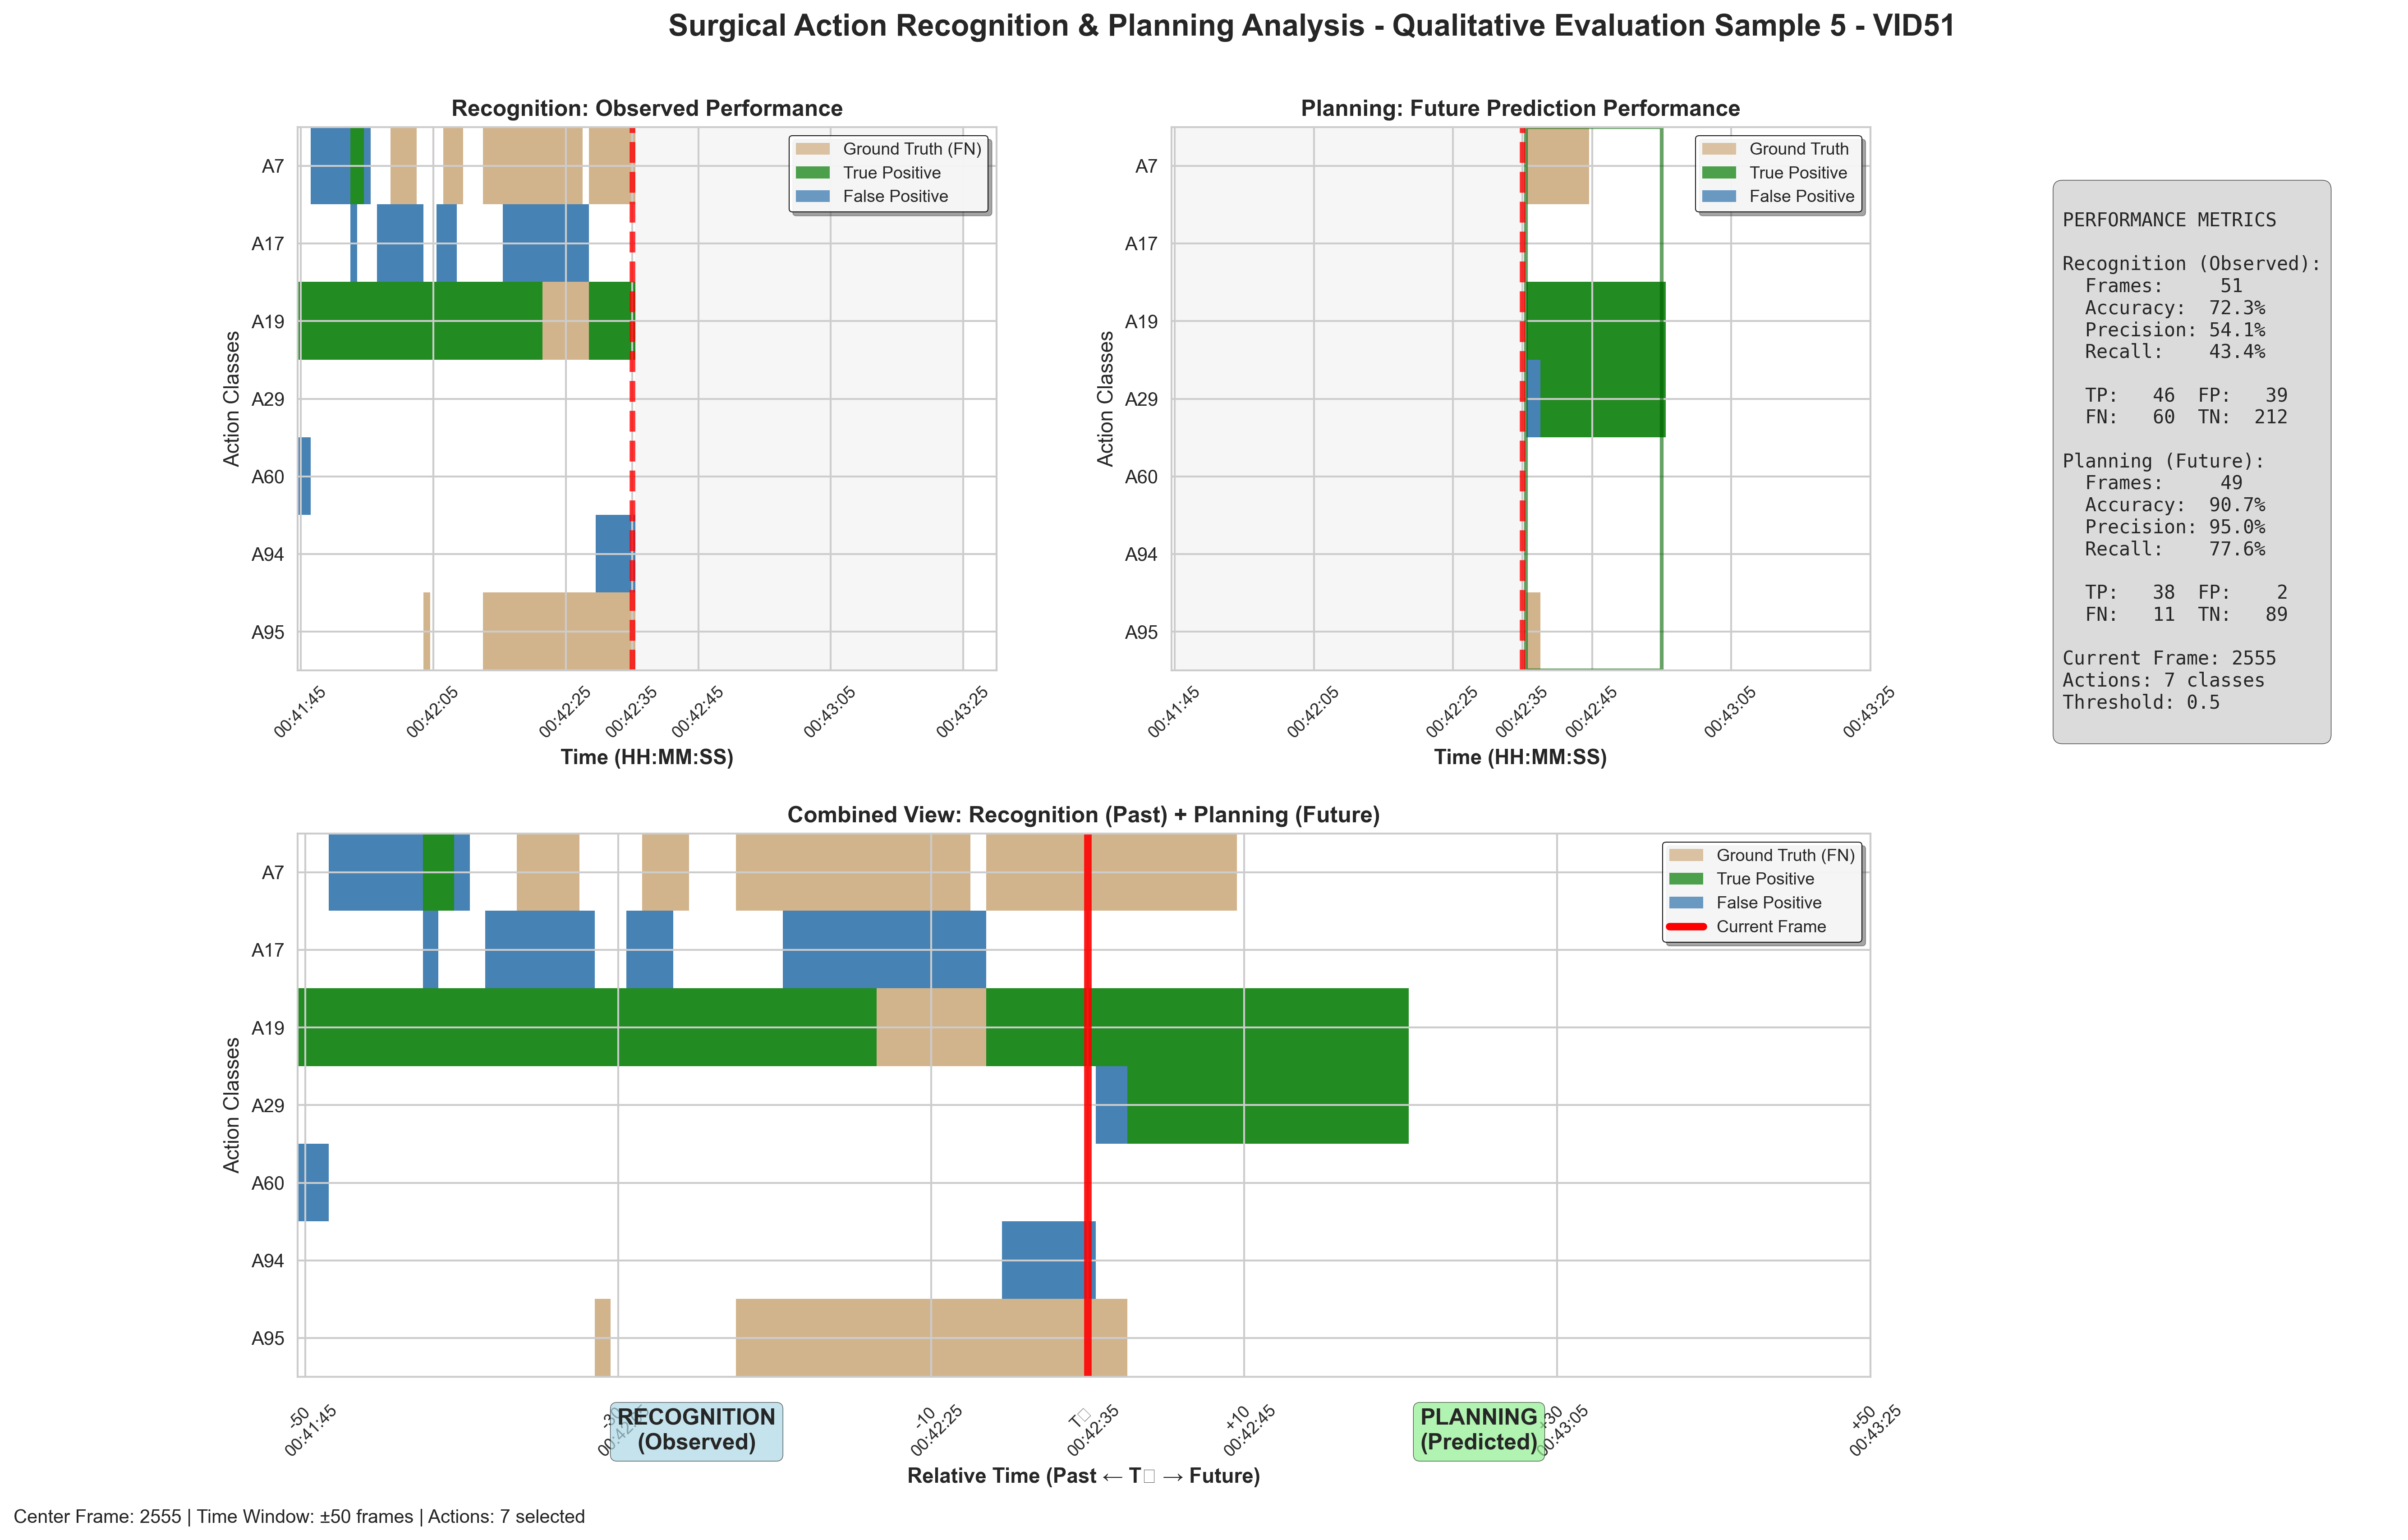 Surgical Action Recognition & Planning Analysis - Qualitative Evaluation Sample 5 - VID51
Recognition: Observed Performance
Action Classes
A7
A17
A19
A29
A60
A94
A95
Ground Truth (FN)
True Positive
False Positive
00:41:45
00:42:05
00:42:25
00:42:35
00:42:45
00:43:05
00:43:25
Time (HH:MM:SS)
Planning: Future Prediction Performance
Action Classes
A7
A17
A19
A29
A60
A94
A95
Ground Truth
True Positive
False Positive
00:41:45
00:42:05
00:42:25
00:42:35
00:42:45
00:43:05
00:43:25
Time (HH:MM:SS)
PERFORMANCE METRICS
Recognition (Observed):
Frames: 51
Accuracy: 72.3%
Precision: 54.1%
Recall: 43.4%
TP: 46 FP: 39
FN: 60 TN: 212
Planning (Future):
Frames: 49
Accuracy: 90.7%
Precision: 95.0%
Recall: 77.6%
TP: 38 FP: 2
FN: 11 TN: 89
Current Frame: 2555
Actions: 7 classes
Threshold: 0.5
Combined View: Recognition (Past) + Planning (Future)
Action Classes
A7
A17
A19
A29
A60
A94
A95
Ground Truth (FN)
True Positive
False Positive
Current Frame
-50
00:41:45
-10
00:42:25
T□
00:42:35
+10
00:42:45
+30
00:43:05
+50
00:43:25
RECOGNITION
(Observed)
PLANNING
(Predicted)
Relative Time (Past ← T□ → Future)
Center Frame: 2555 | Time Window: ±50 frames | Actions: 7 selected